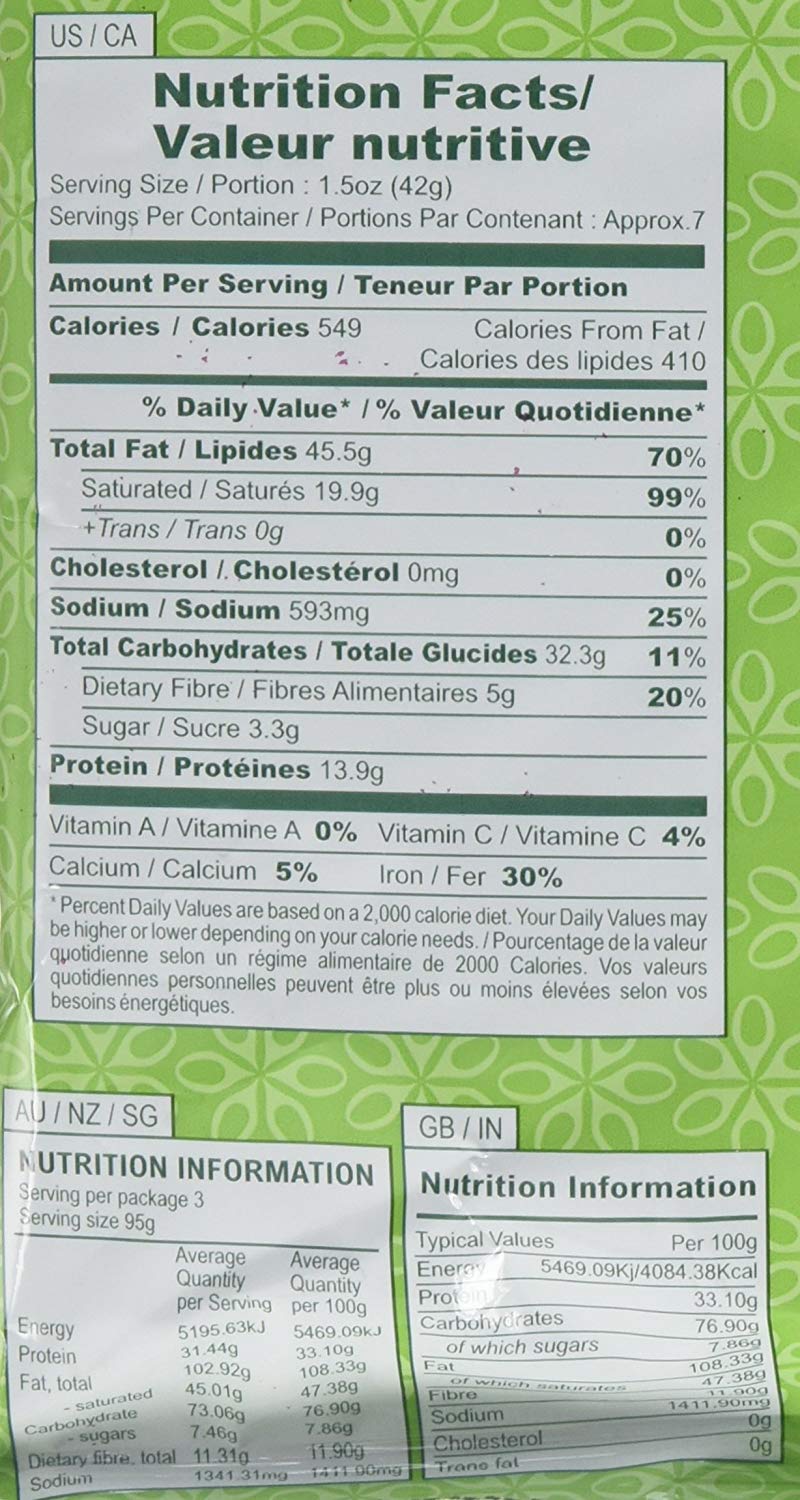 US / CA
Nutrition Facts/
Valeur nutritive
Serving Size / Portion : 1.5oz (42g)
Servings Per Container / Portions Par Contenant : Approx.7
Amount Per Serving / Teneur Par Portion
Calories / Calories 549 Calories From Fat /
Calories des lipides 410
% Daily Value* / % Valeur Quotidienne*
Total Fat / Lipides 45.5g 70%
Saturated / Saturés 19.9g 99%
+Trans / Trans 0g 0%
Cholesterol / Cholestérol 0mg 0%
Sodium / Sodium 593mg 25%
Total Carbohydrates / Totale Glucides 32.3g 11%
Dietary Fibre / Fibres Alimentaires 5g 20%
Sugar / Sucre 3.3g
Protein / Protéines 13.9g
Vitamin A / Vitamine A 0% Vitamin C / Vitamine C 4%
Calcium / Calcium 5% Iron / Fer 30%
*Percent Daily Values are based on a 2,000 calorie diet. Your Daily Values may
be higher or lower depending on your calorie needs. / Pourcentage de la valeur
quotidienne selon un régime alimentaire de 2000 Calories. Vos valeurs
quotidiennes personnelles peuvent être plus ou moins élevées selon vos
besoins énergétiques.
AU / NZ / SG
NUTRITION INFORMATION
Serving per package 3
Serving size 95g
Average Average
Quantity Quantity
per Serving per 100g
Energy 5195.63kJ 5469.09kJ
Protein 31.44g 33.10g
Fat, total 102.92g 108.33g
- saturated 45.01g 47.38g
Carbohydrate 73.06g 76.90g
- sugars 7.46g 7.86g
Dietary fibre, total 11.31g 11.90g
Sodium 1341.31mg 1411.90mg
GB / IN
Nutrition Information
Typical Values Per 100g
Energy 5469.09Kj/4084.38Kcal
Protein 33.10g
Carbohydrates 76.90g
of which sugars 7.86g
Fat 108.33g
of which saturates 47.38g
Fibre 11.90g
Sodium 1411.90mg
Cholesterol 0g
Trans fat 0g